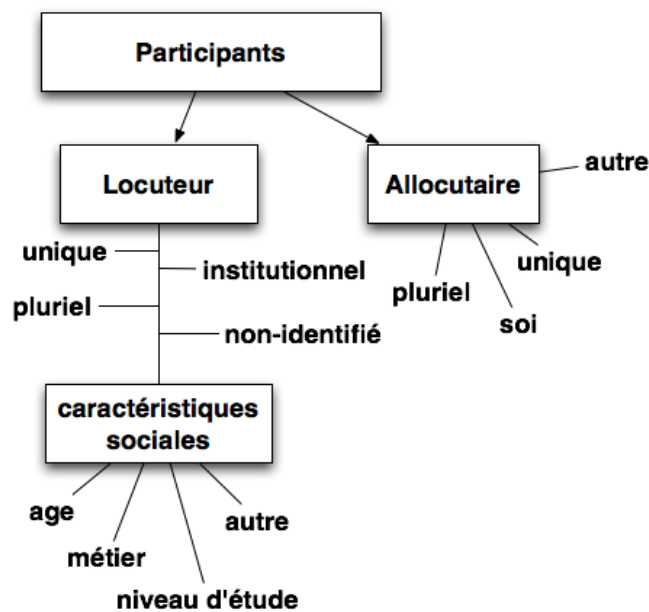 Participants
Locuteur
Allocutaire
autre
unique
institutionnel
pluriel
non-identifié
pluriel
soi
unique
caractéristiques
sociales
age
métier
niveau d'étude
autre